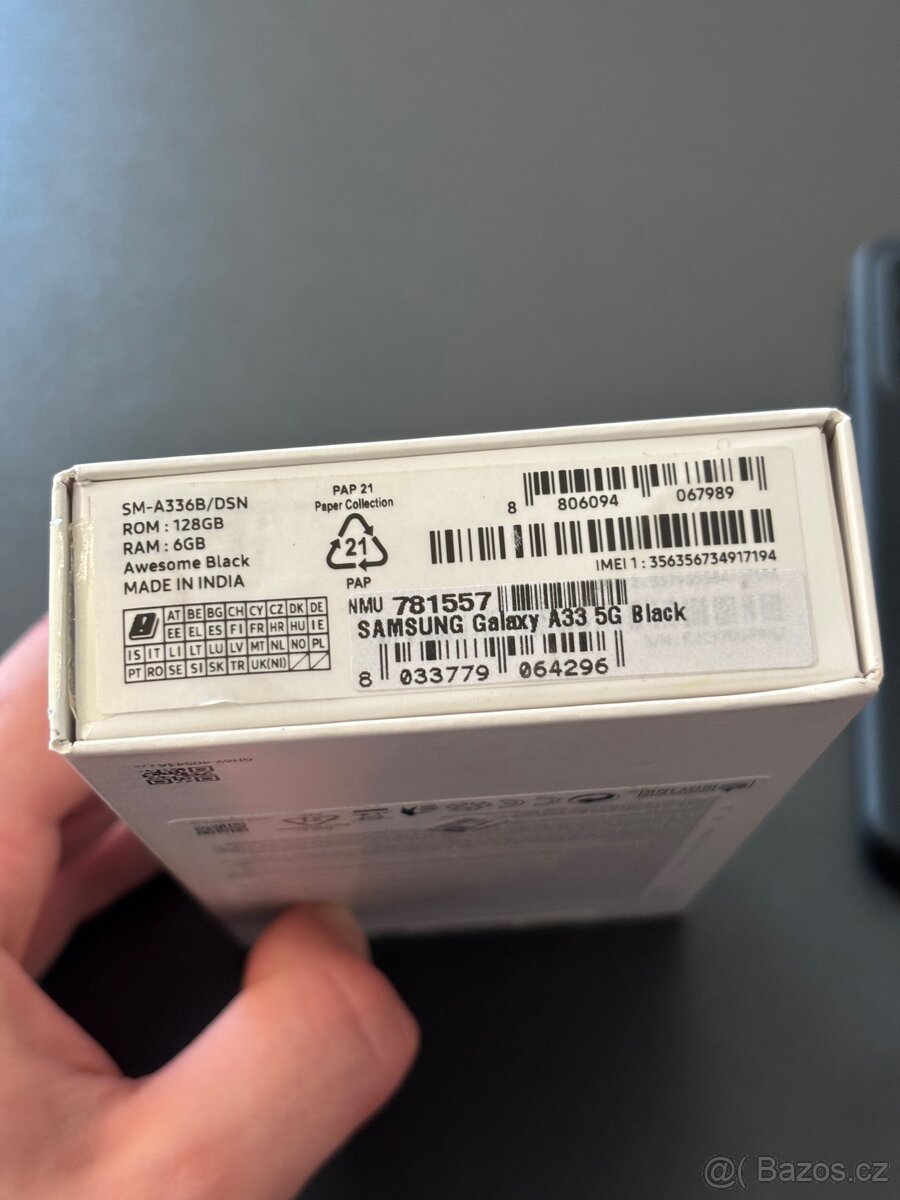 SM-A336B/DSN
ROM : 128GB
RAM : 6GB
Awesome Black
MADE IN INDIA
AT BE BG CH CY CZ DK DE
EE EL ES FI FR HR HU IE
IS IT LI LT LU LV MT NL NO PL
PT RO SE SI SK TR UK(NI)
PAP 21
Paper Collection
21
PAP
8 806094 067989
IMEI 1 : 356356734917194
NMU 781557
SAMSUNG Galaxy A33 5G Black
8 033779 064296
@( Bazos.cz